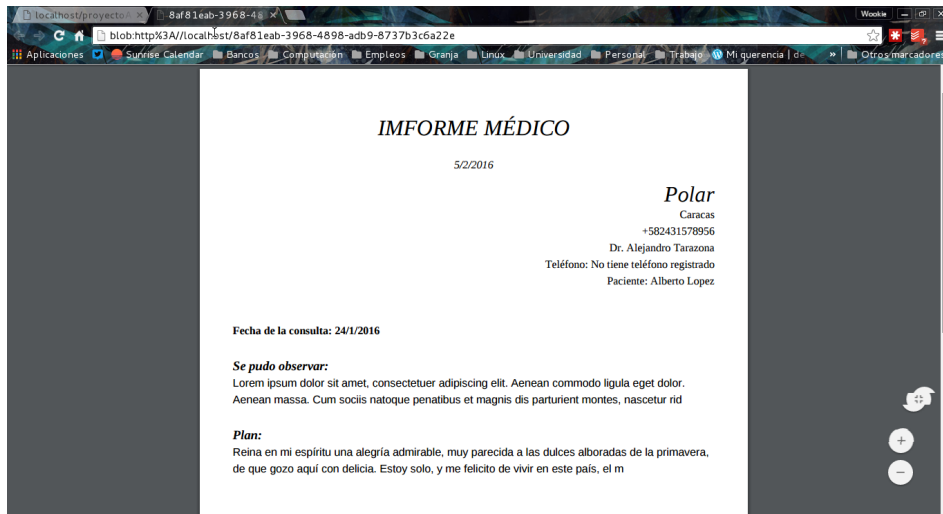 localhost/proyectoA
8af81eab-3968-48
Wookie
blob:http%3A//localhost/8af81eab-3968-4898-adb9-8737b3c6a22e
Aplicaciones Sunrise Calendar Bancos Computación Empleos Granja Linux Universidad Personal Trabajo Mi querencia | de » Otros marcadores
IMFORME MÉDICO
5/2/2016
Polar
Caracas
+582431578956
Dr. Alejandro Tarazona
Teléfono: No tiene teléfono registrado
Paciente: Alberto Lopez
Fecha de la consulta: 24/1/2016
Se pudo observar:
Lorem ipsum dolor sit amet, consectetuer adipiscing elit. Aenean commodo ligula eget dolor.
Aenean massa. Cum sociis natoque penatibus et magnis dis parturient montes, nascetur rid
Plan:
Reina en mi espíritu una alegría admirable, muy parecida a las dulces alboradas de la primavera,
de que gozo aquí con delicia. Estoy solo, y me felicito de vivir en este país, el m